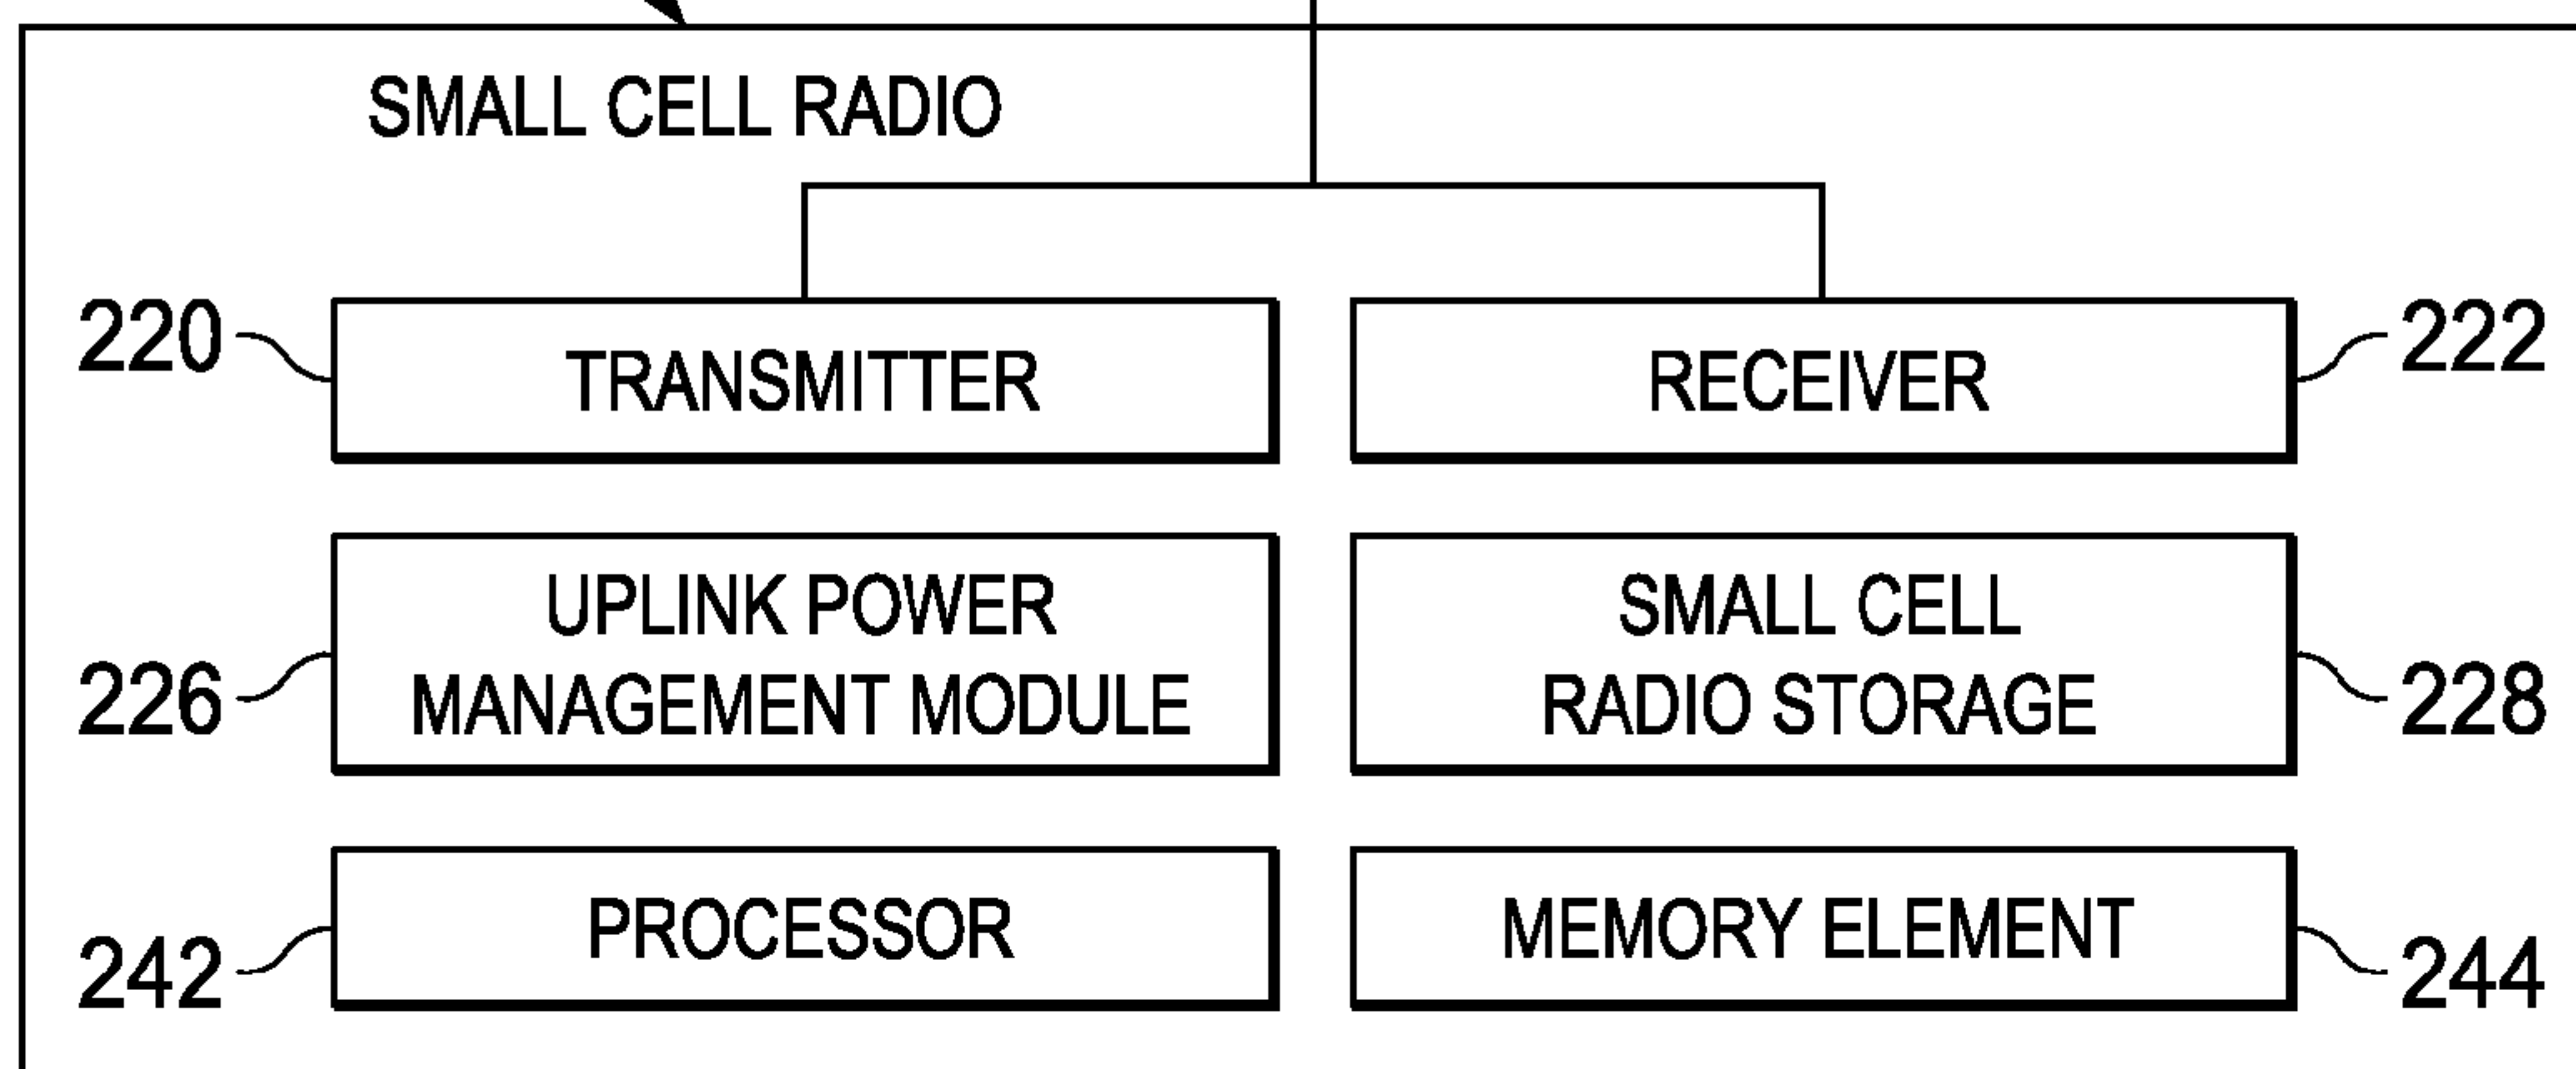 SMALL CELL RADIO
220
TRANSMITTER
RECEIVER
222
UPLINK POWER
MANAGEMENT MODULE
226
SMALL CELL
RADIO STORAGE
228
242
PROCESSOR
MEMORY ELEMENT
244